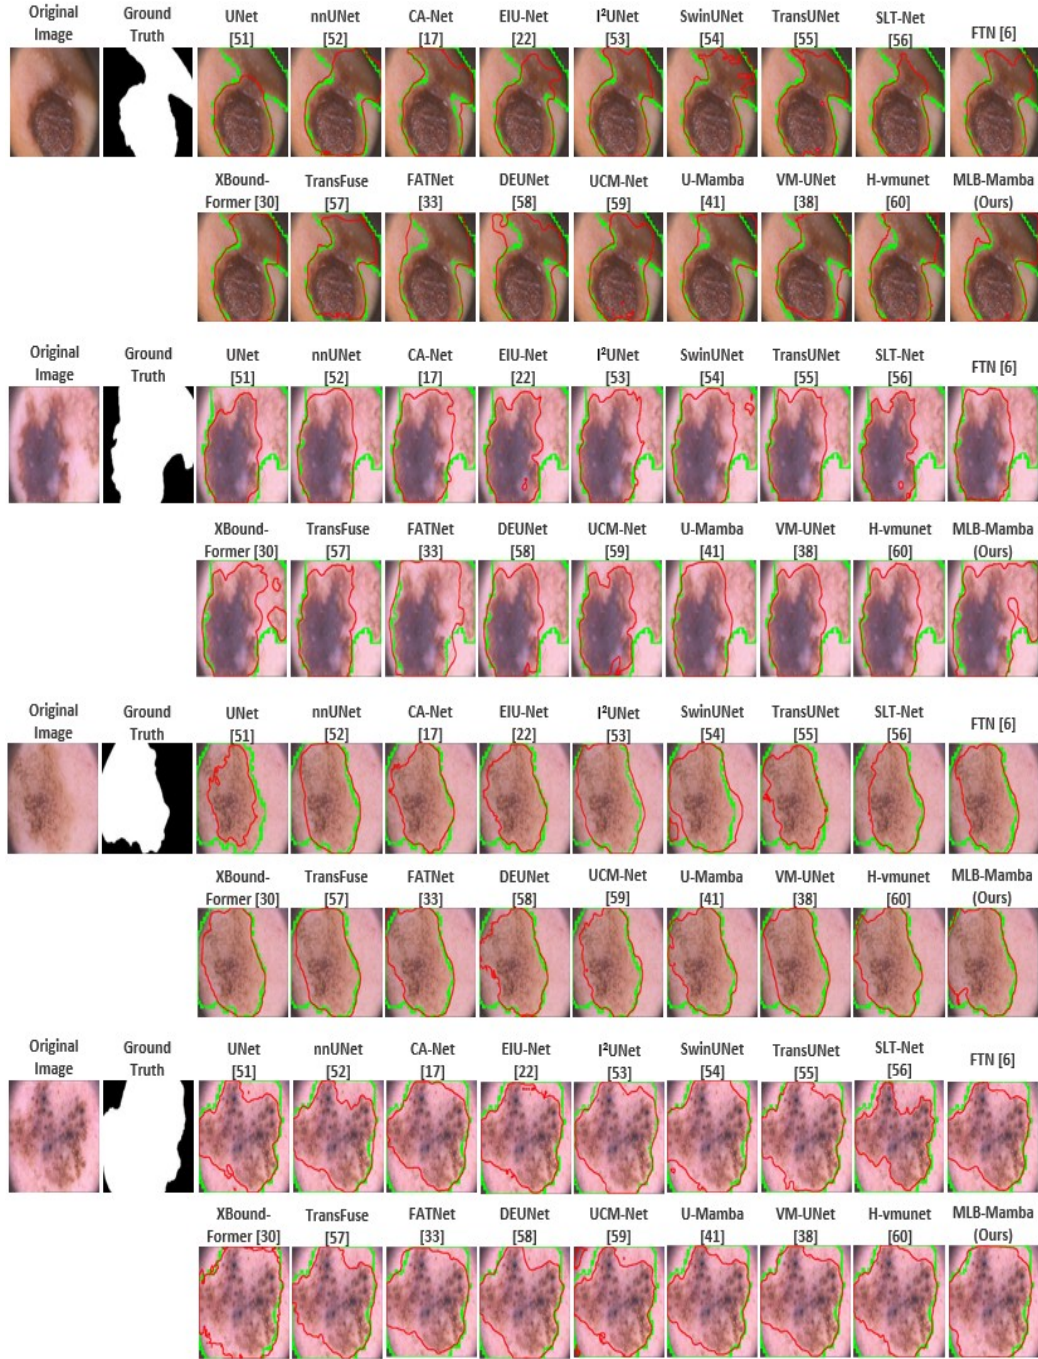 Original Ground UNet nnUNet CA-Net EIU-Net I²UNet SwinUNet TransUNet SLT-Net FTN [6]
Image Truth [51] [52] [17] [22] [53] [54] [55] [56]
XBound- TransFuse FATNet DEUNet UCM-Net U-Mamba VM-UNet H-vmunet MLB-Mamba
Former [30] [57] [33] [58] [59] [41] [38] [60] (Ours)
Original Ground UNet nnUNet CA-Net EIU-Net I²UNet SwinUNet TransUNet SLT-Net FTN [6]
Image Truth [51] [52] [17] [22] [53] [54] [55] [56]
XBound- TransFuse FATNet DEUNet UCM-Net U-Mamba VM-UNet H-vmunet MLB-Mamba
Former [30] [57] [33] [58] [59] [41] [38] [60] (Ours)
Original Ground UNet nnUNet CA-Net EIU-Net I²UNet SwinUNet TransUNet SLT-Net FTN [6]
Image Truth [51] [52] [17] [22] [53] [54] [55] [56]
XBound- TransFuse FATNet DEUNet UCM-Net U-Mamba VM-UNet H-vmunet MLB-Mamba
Former [30] [57] [33] [58] [59] [41] [38] [60] (Ours)
Original Ground UNet nnUNet CA-Net EIU-Net I²UNet SwinUNet TransUNet SLT-Net FTN [6]
Image Truth [51] [52] [17] [22] [53] [54] [55] [56]
XBound- TransFuse FATNet DEUNet UCM-Net U-Mamba VM-UNet H-vmunet MLB-Mamba
Former [30] [57] [33] [58] [59] [41] [38] [60] (Ours)